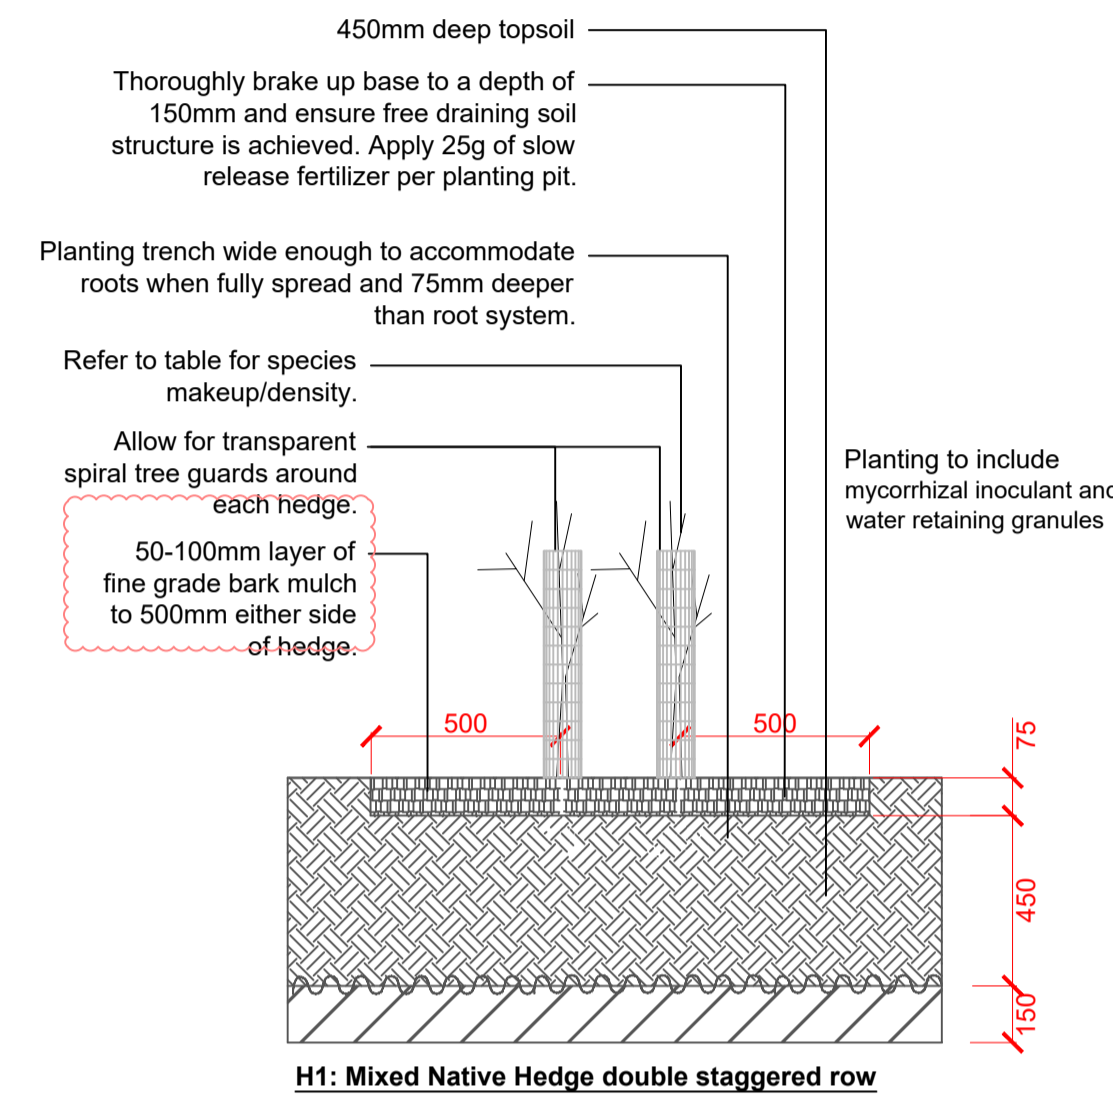 450mm deep topsoil
Thoroughly brake up base to a depth of
150mm and ensure free draining soil
structure is achieved. Apply 25g of slow
release fertilizer per planting pit.
Planting trench wide enough to accommodate
roots when fully spread and 75mm deeper
than root system.
Refer to table for species
makeup/density.
Allow for transparent
spiral tree guards around
each hedge.
50-100mm layer of
fine grade bark mulch
to 500mm either side
of hedge.
Planting to include
mycorrhizal inoculant and
water retaining granules
500
500
75
450
150
H1: Mixed Native Hedge double staggered row